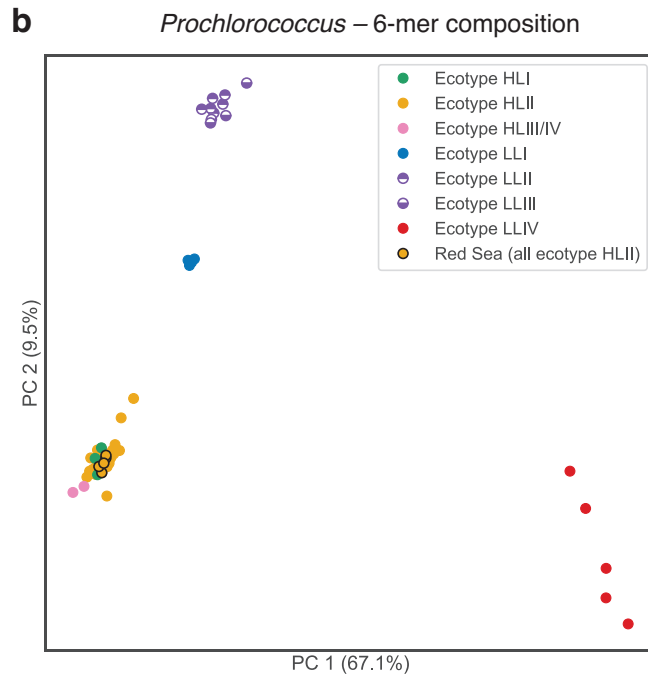 b
Prochlorococcus – 6-mer composition
Ecotype HLI
Ecotype HLII
Ecotype HLIII/IV
Ecotype LLI
Ecotype LLII
Ecotype LLIII
Ecotype LLIV
Red Sea (all ecotype HLII)
PC 2 (9.5%)
PC 1 (67.1%)